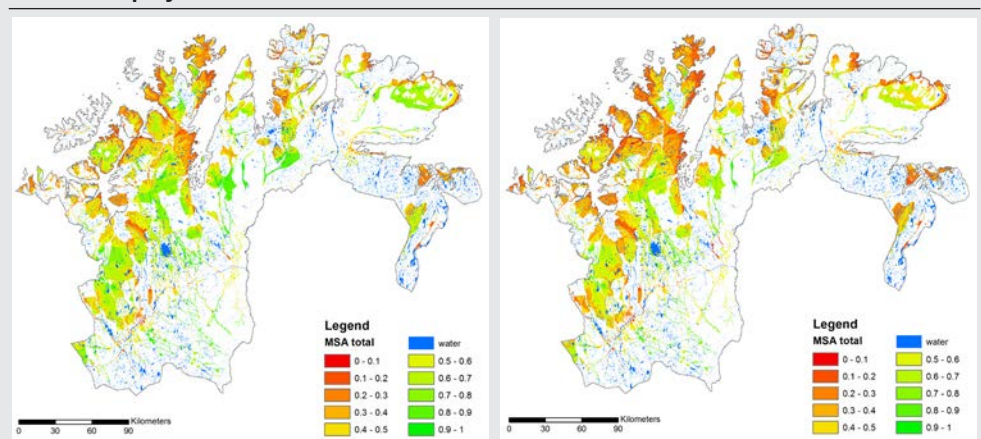 Legend
MSA total
water
0 - 0.1
0.5 - 0.6
0.1 - 0.2
0.6 - 0.7
0.2 - 0.3
0.7 - 0.8
0.3 - 0.4
0.8 - 0.9
0.4 - 0.5
0.9 - 1
Kilometers
0 30 60 90
Legend
MSA total
water
0 - 0.1
0.5 - 0.6
0.1 - 0.2
0.6 - 0.7
0.2 - 0.3
0.7 - 0.8
0.3 - 0.4
0.8 - 0.9
0.4 - 0.5
0.9 - 1
Kilometers
0 30 60 90